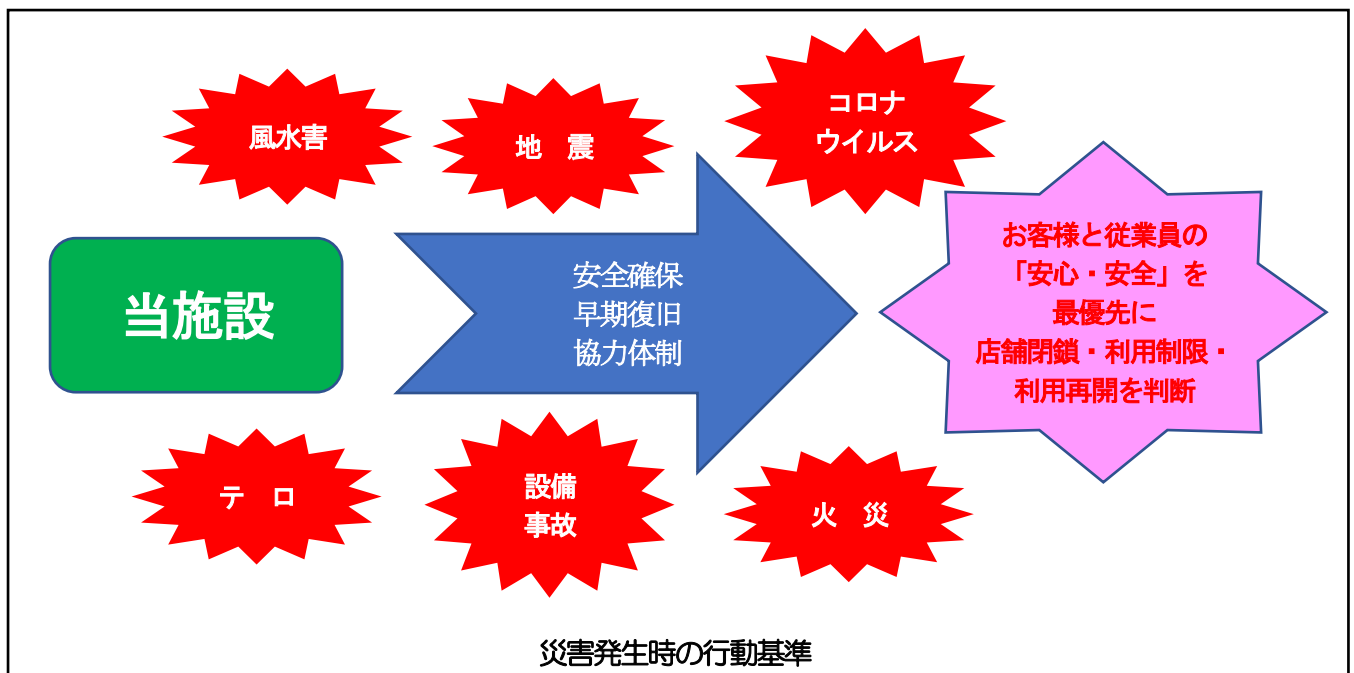 風水害
地　震
コロナ
ウイルス
当施設
安全確保
早期復旧
協力体制
お客様と従業員の
「安心・安全」を
最優先に
店舗閉鎖・利用制限・
利用再開を判断
テ　ロ
設備
事故
火　災
災害発生時の行動基準